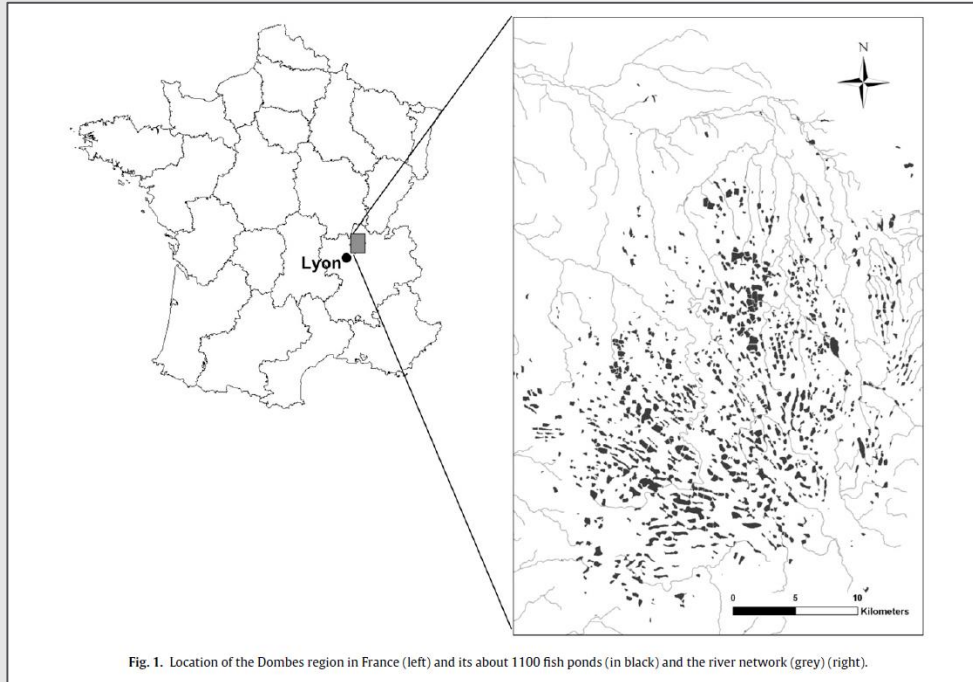 N
Lyon
0 5 10
Kilometers
Fig. 1. Location of the Dombes region in France (left) and its about 1100 fish ponds (in black) and the river network (grey) (right).